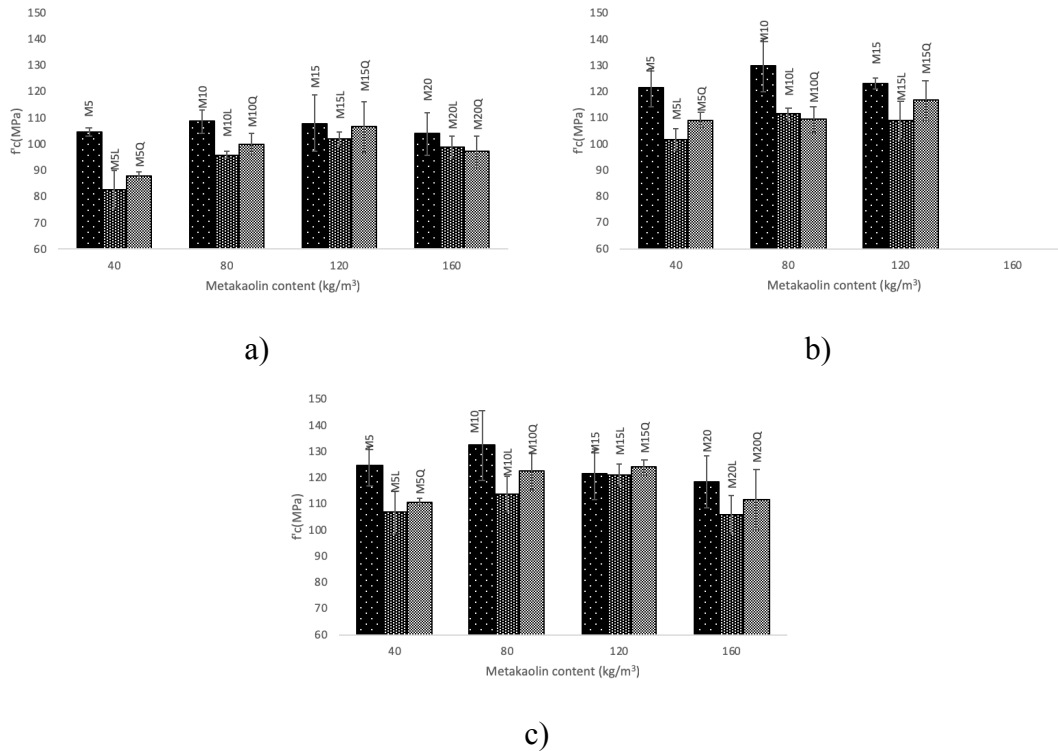 150
140
130
120
110
100
90
80
70
60
f'c(MPa)
M5
M5L
M5Q
M10
M10L
M10Q
M15
M15L
M15Q
M20
M20L
M20Q
40
80
120
160
Metakaolin content (kg/m³)
a)
150
140
130
120
110
100
90
80
70
60
f'c(MPa)
M5
M5L
M5Q
M10
M10L
M10Q
M15
M15L
M15Q
40
80
120
160
Metakaolin content (kg/m³)
b)
150
140
130
120
110
100
90
80
70
60
f'c(MPa)
M5
M5L
M5Q
M10
M10L
M10Q
M15
M15L
M15Q
M20
M20L
M20Q
40
80
120
160
Metakaolin content (kg/m³)
c)